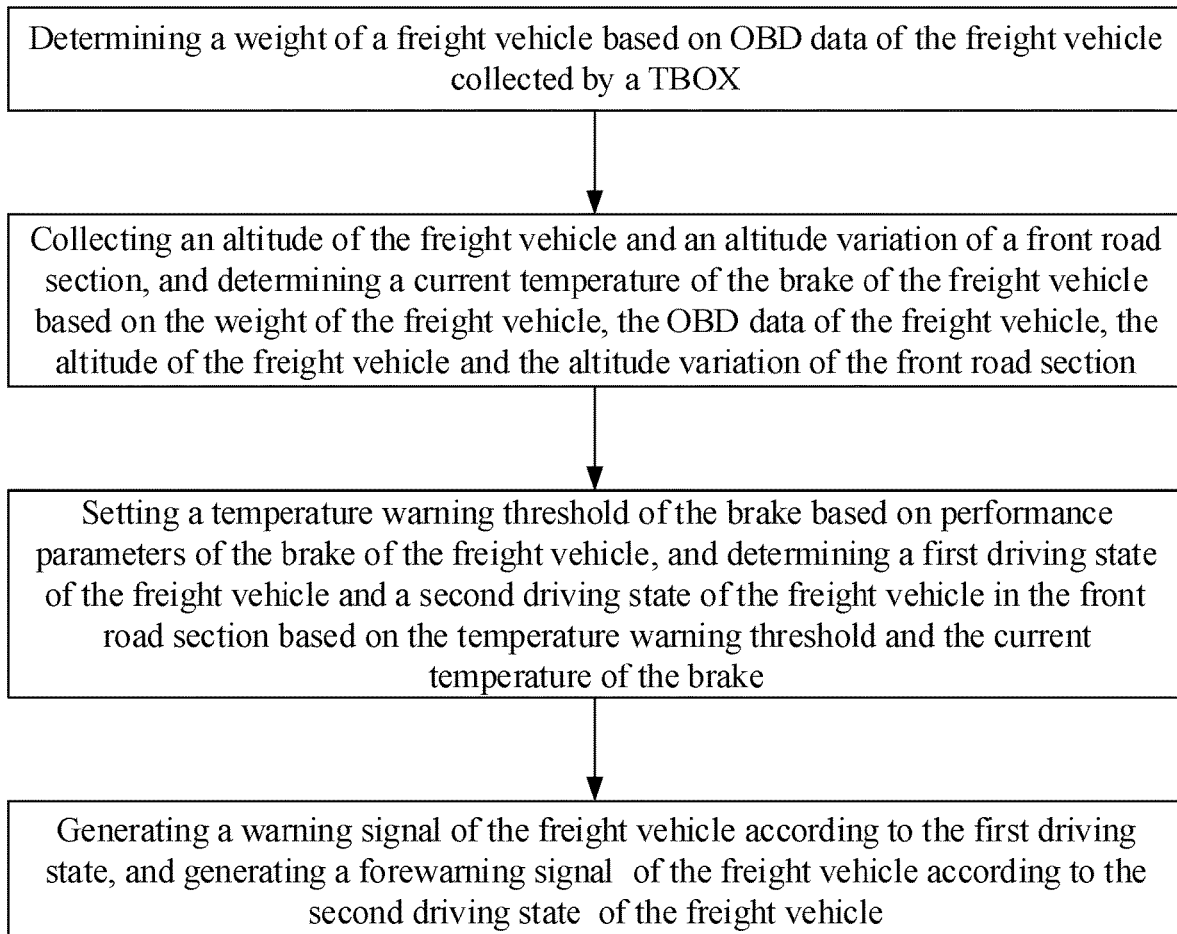 Determining a weight of a freight vehicle based on OBD data of the freight vehicle
collected by a TBOX
Collecting an altitude of the freight vehicle and an altitude variation of a front road
section, and determining a current temperature of the brake of the freight vehicle
based on the weight of the freight vehicle, the OBD data of the freight vehicle, the
altitude of the freight vehicle and the altitude variation of the front road section
Setting a temperature warning threshold of the brake based on performance
parameters of the brake of the freight vehicle, and determining a first driving state
of the freight vehicle and a second driving state of the freight vehicle in the front
road section based on the temperature warning threshold and the current
temperature of the brake
Generating a warning signal of the freight vehicle according to the first driving
state, and generating a forewarning signal of the freight vehicle according to the
second driving state of the freight vehicle